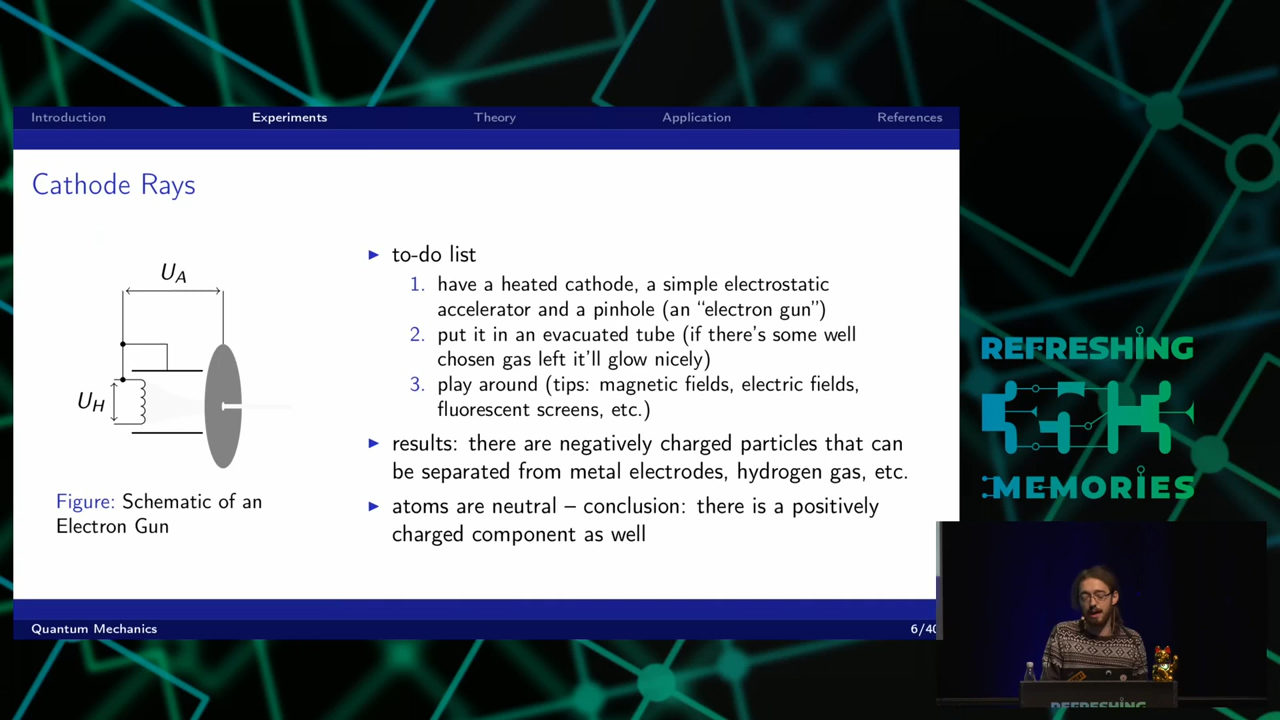 Introduction
Experiments
Theory
Application
References
Cathode Rays
U_A
U_H
Figure: Schematic of an
Electron Gun
▶ to-do list
1. have a heated cathode, a simple electrostatic
accelerator and a pinhole (an “electron gun”)
2. put it in an evacuated tube (if there's some well
chosen gas left it'll glow nicely)
3. play around (tips: magnetic fields, electric fields,
fluorescent screens, etc.)
▶ results: there are negatively charged particles that can
be separated from metal electrodes, hydrogen gas, etc.
▶ atoms are neutral – conclusion: there is a positively
charged component as well
Quantum Mechanics
6/40
REFRESHING
MEMORIES
REFRESHING